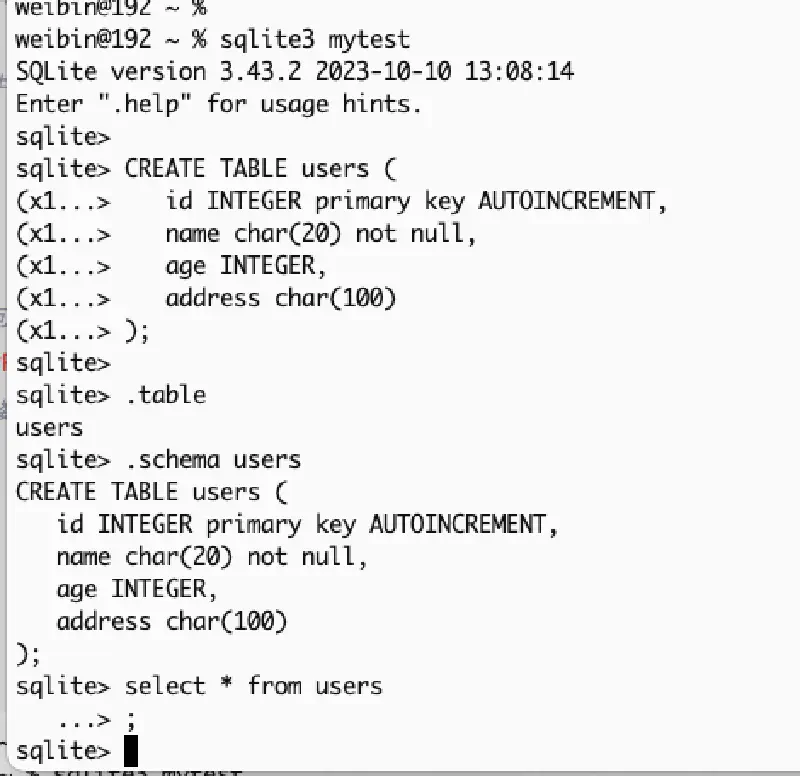 weibin@192 ~ %
weibin@192 ~ % sqlite3 mytest
SQLite version 3.43.2 2023-10-10 13:08:14
Enter ".help" for usage hints.
sqlite>
sqlite> CREATE TABLE users (
(x1...>    id INTEGER primary key AUTOINCREMENT,
(x1...>    name char(20) not null,
(x1...>    age INTEGER,
(x1...>    address char(100)
(x1...> );
sqlite>
sqlite> .table
users
sqlite> .schema users
CREATE TABLE users (
   id INTEGER primary key AUTOINCREMENT,
   name char(20) not null,
   age INTEGER,
   address char(100)
);
sqlite> select * from users
   ...> ;
sqlite>
% sqlite3 mytest